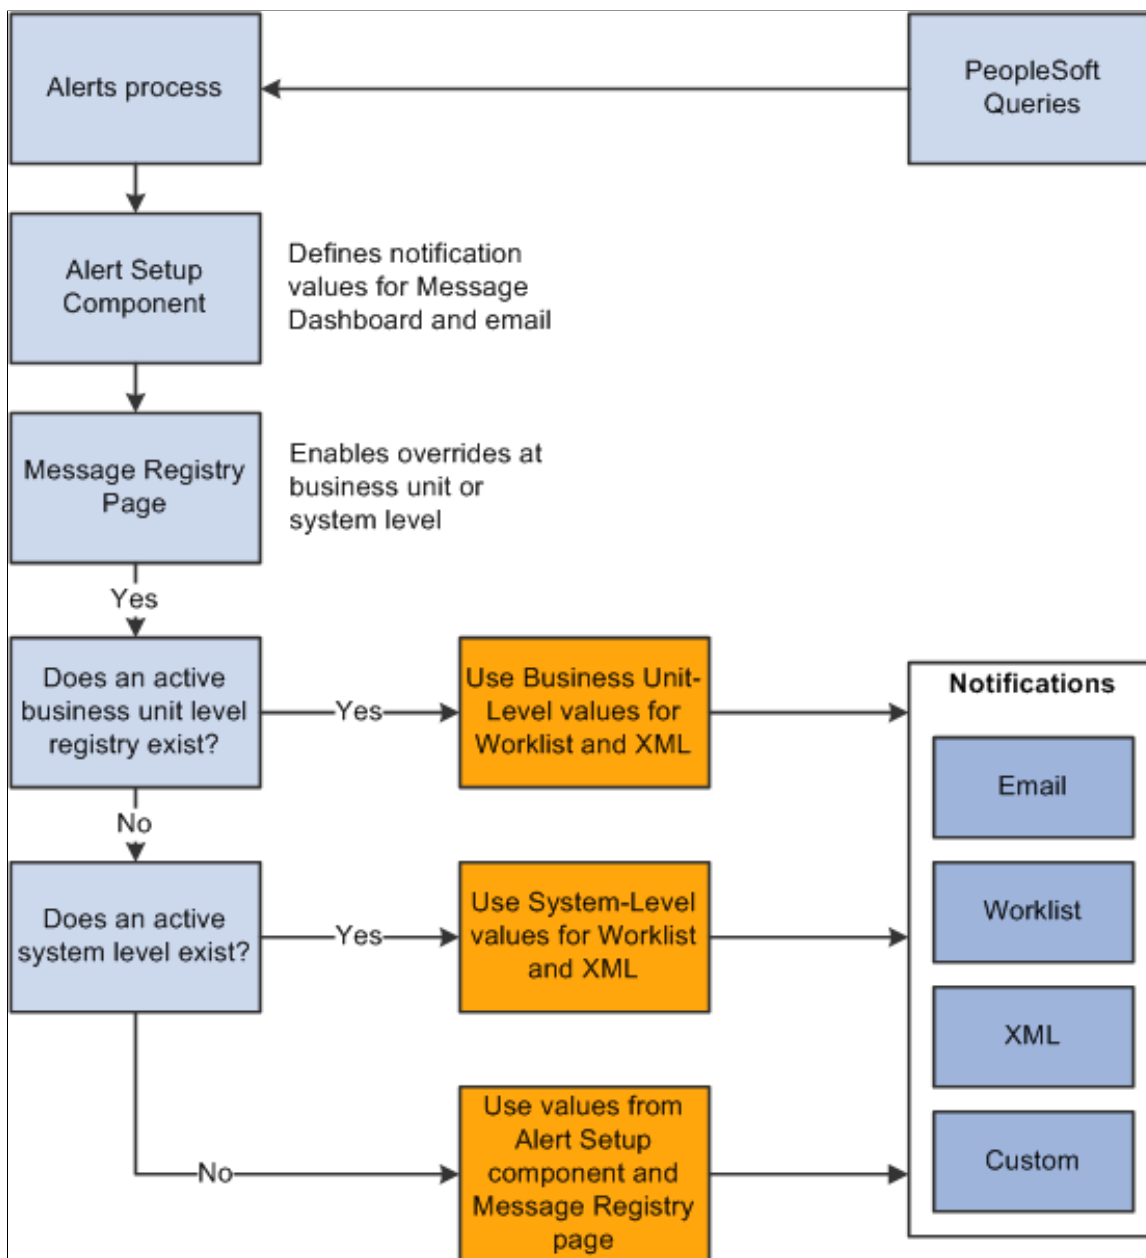 Alerts process
PeopleSoft
Queries
Alert Setup
Component
Defines notification
values for Message
Dashboard and email
Message Registry
Page
Enables overrides at
business unit or
system level
Yes
Does an active
business unit level
registry exist?
Yes
Use Business Unit-
Level values for
Worklist and XML
Notifications
Email
No
Does an active
system level exist?
Yes
Use System-Level
values for Worklist
and XML
Worklist
XML
No
Use values from
Alert Setup
component and
Message Registry
page
Custom